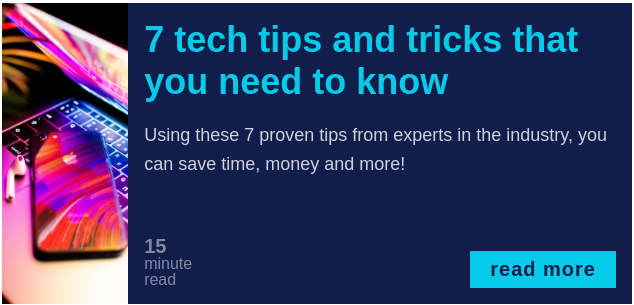 7 tech tips and tricks that
you need to know
Using these 7 proven tips from experts in the industry, you
can save time, money and more!
15
minute
read
read more